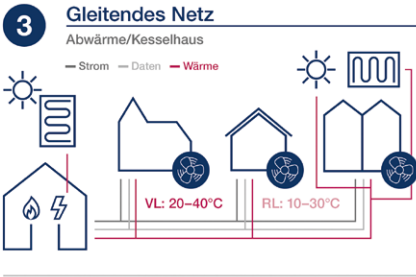 3
Gleitendes Netz
Abwärme/Kesselhaus
Strom Daten Wärme
VL: 20–40°C RL: 10–30°C